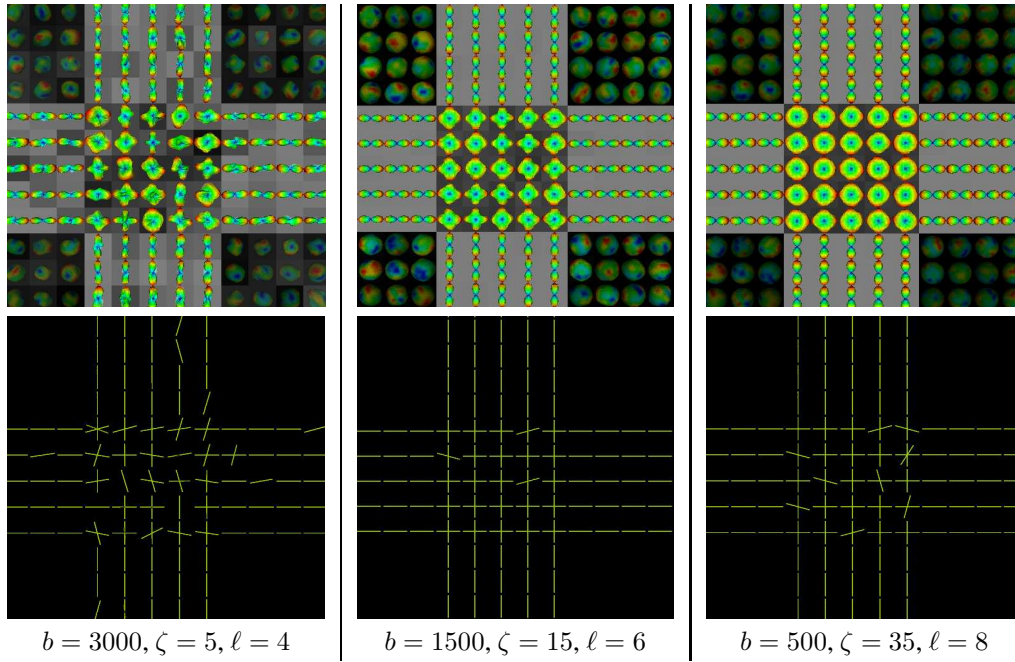 b = 3000, ζ = 5, ℓ = 4
b = 1500, ζ = 15, ℓ = 6
b = 500, ζ = 35, ℓ = 8